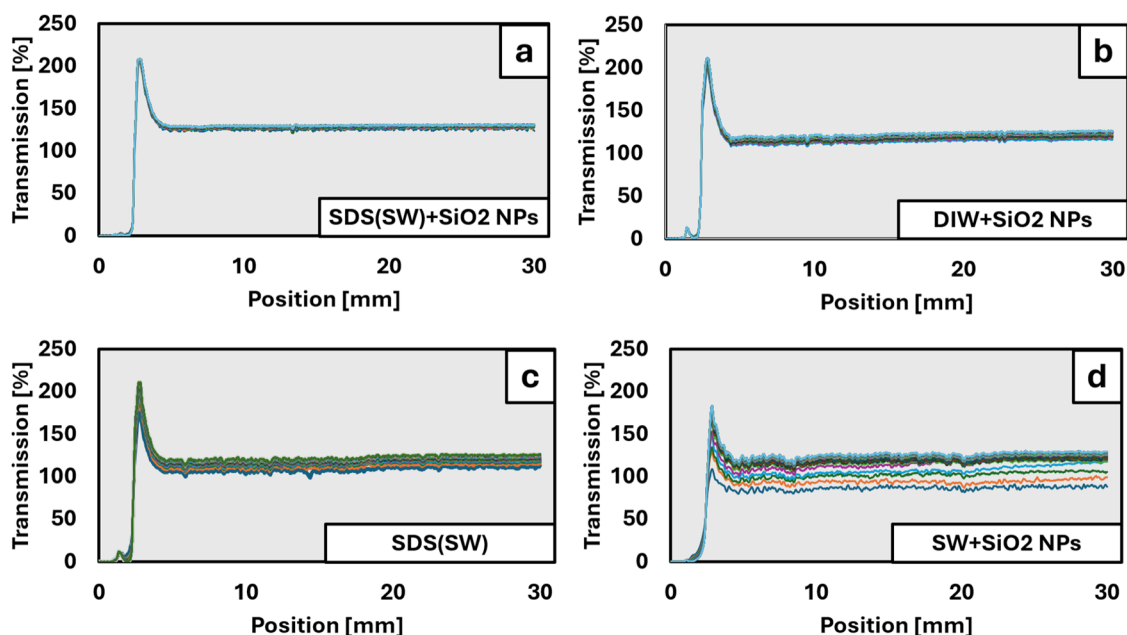 250
200
150
100
50
0
Transmission [%]
a
SDS(SW)+SiO2 NPs
0 10 20 30
Position [mm]
250
200
150
100
50
0
Transmission [%]
b
DIW+SiO2 NPs
0 10 20 30
Position [mm]
250
200
150
100
50
0
Transmission [%]
c
SDS(SW)
0 10 20 30
Position [mm]
250
200
150
100
50
0
Transmission [%]
d
SW+SiO2 NPs
0 10 20 30
Position [mm]